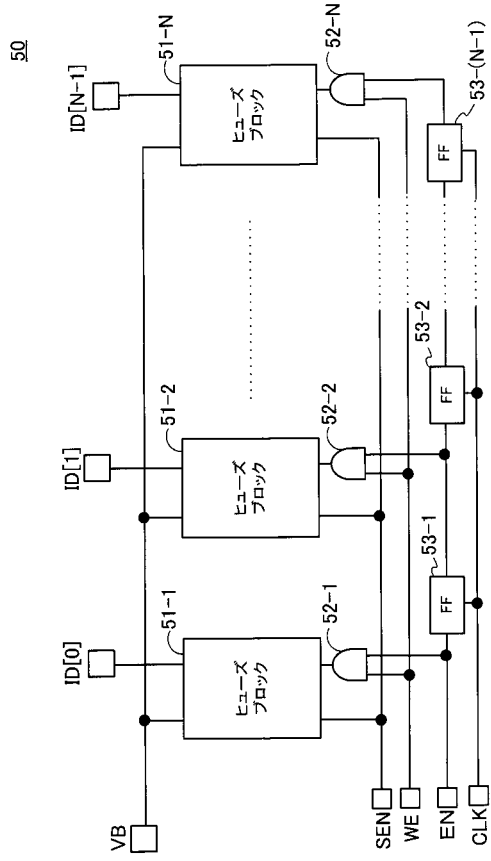 50
ID[0]
ID[1]
ID[N-1]
51-1
51-2
51-N
ヒューズ
ブロック
ヒューズ
ブロック
ヒューズ
ブロック
VB
52-1
52-2
52-N
SEN
WE
EN
CLK
53-1
53-2
53-(N-1)
FF
FF
FF